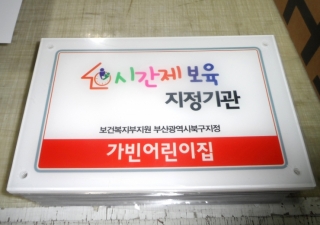 시간제 보육
지정기관
보건복지부지원 부산광역시북구지정
가빈어린이집